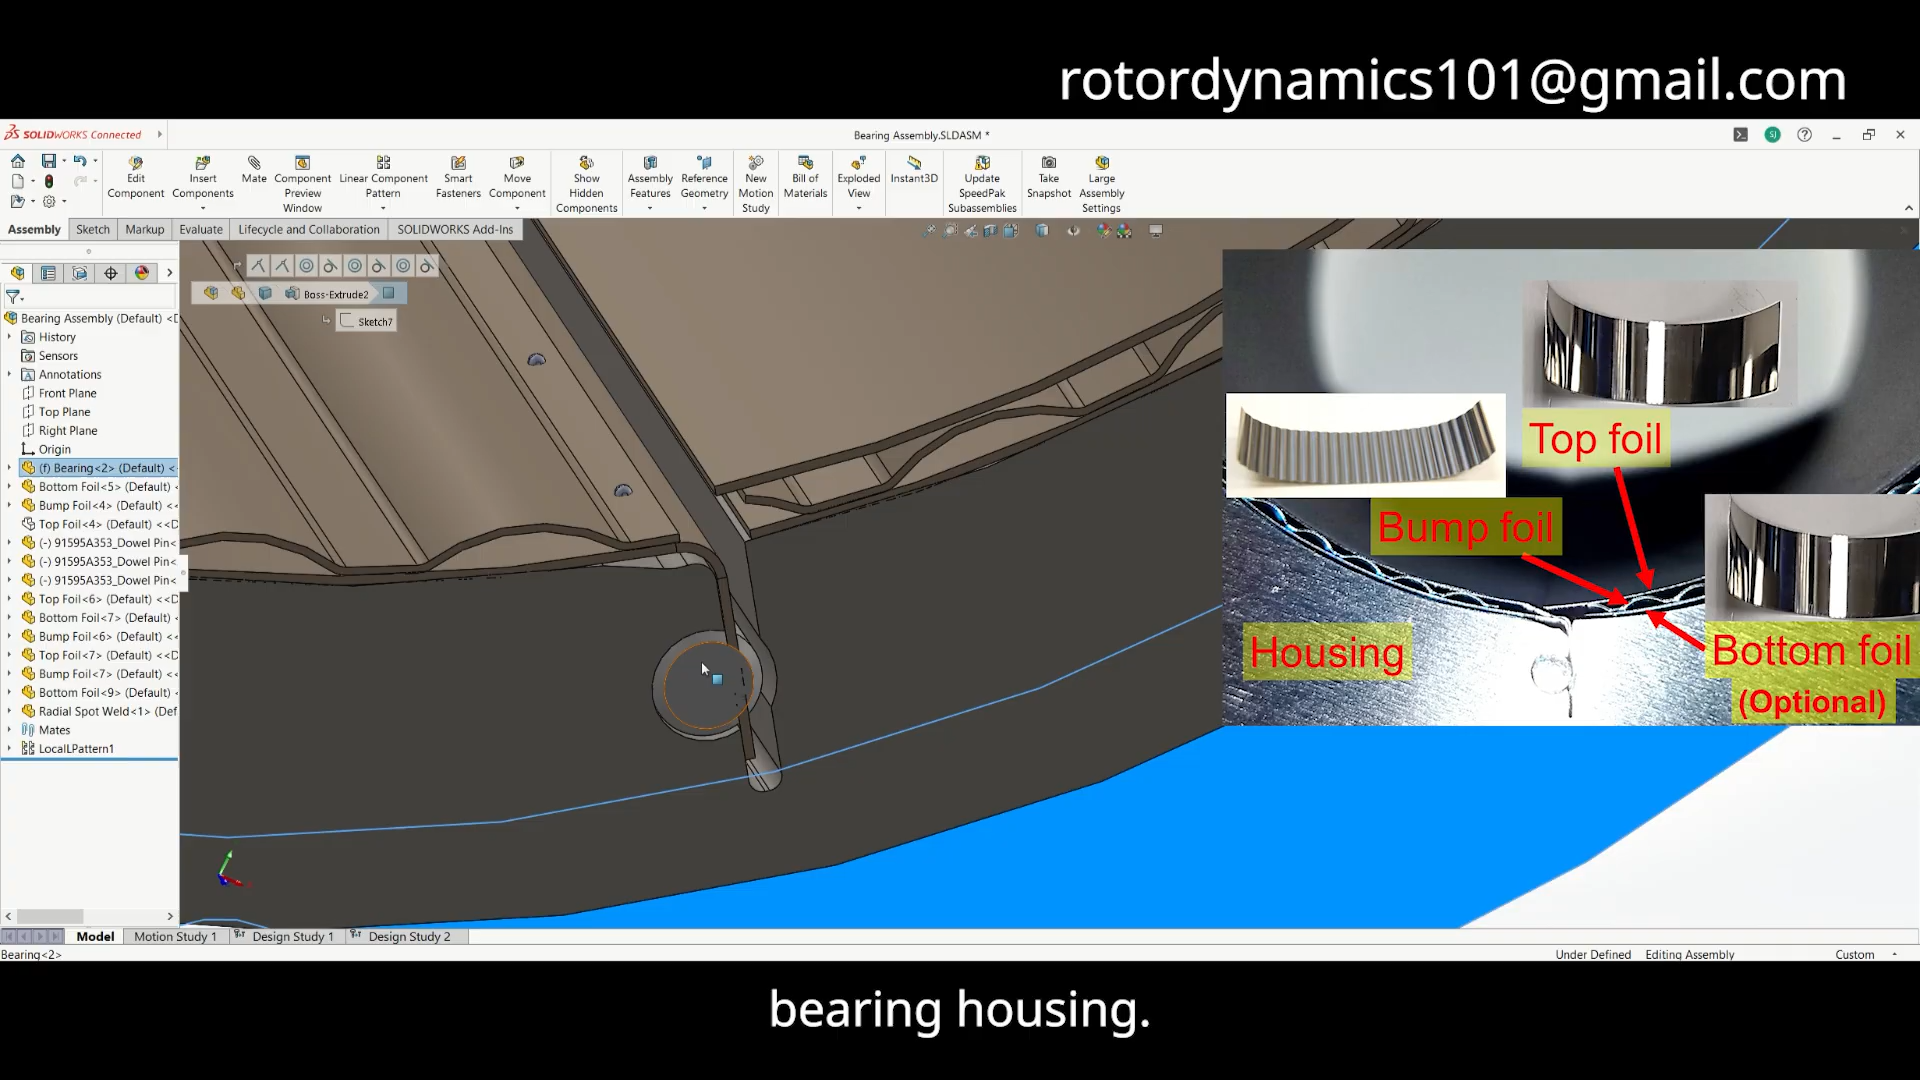 rotordynamics101@gmail.com
SOLIDWORKS Connected
Bearing Assembly.SLDASM *
Edit Component
Insert Components
Mate
Component Preview Window
Linear Component Pattern
Smart Fasteners
Move Component
Show Hidden Components
Assembly Features
Reference Geometry
New Motion Study
Bill of Materials
Exploded View
Instant3D
Update SpeedPak Subassemblies
Take Snapshot
Large Assembly Settings
Assembly
Sketch
Markup
Evaluate
Lifecycle and Collaboration
SOLIDWORKS Add-Ins
Boss-Extrude2
Sketch7
Bearing Assembly (Default) <D
History
Sensors
Annotations
Front Plane
Top Plane
Right Plane
Origin
(f) Bearing<2> (Default) <
Bottom Foil<5> (Default) <
Bump Foil<4> (Default) <<
Top Foil<4> (Default) <<D
(-) 91595A353_Dowel Pin<
(-) 91595A353_Dowel Pin<
(-) 91595A353_Dowel Pin<
Top Foil<6> (Default) <<D
Bottom Foil<7> (Default) <
Bump Foil<6> (Default) <<
Top Foil<7> (Default) <<D
Bump Foil<7> (Default) <<
Bottom Foil<9> (Default) <
Radial Spot Weld<1> (Def
Mates
LocalLPattern1
Top foil
Bump foil
Housing
Bottom foil
(Optional)
Model
Motion Study 1
Design Study 1
Design Study 2
Bearing<2>
Under Defined
Editing Assembly
Custom
bearing housing.